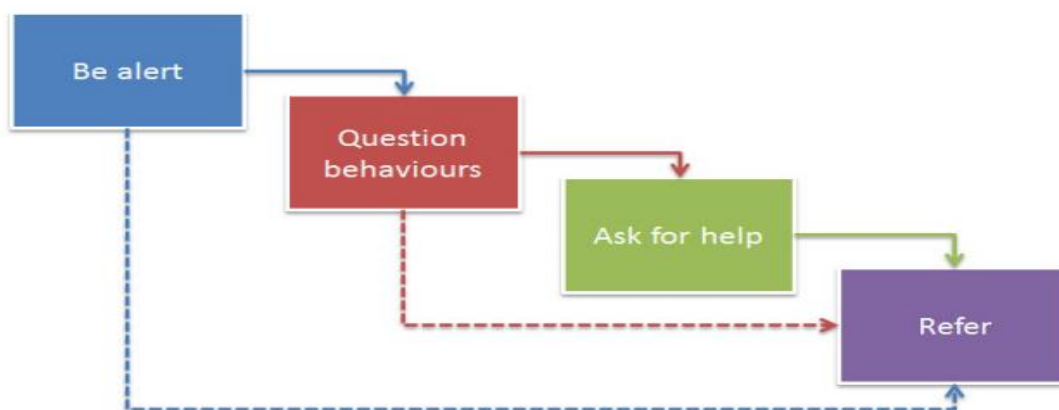 Be alert
Question
behaviours
Ask for help
Refer